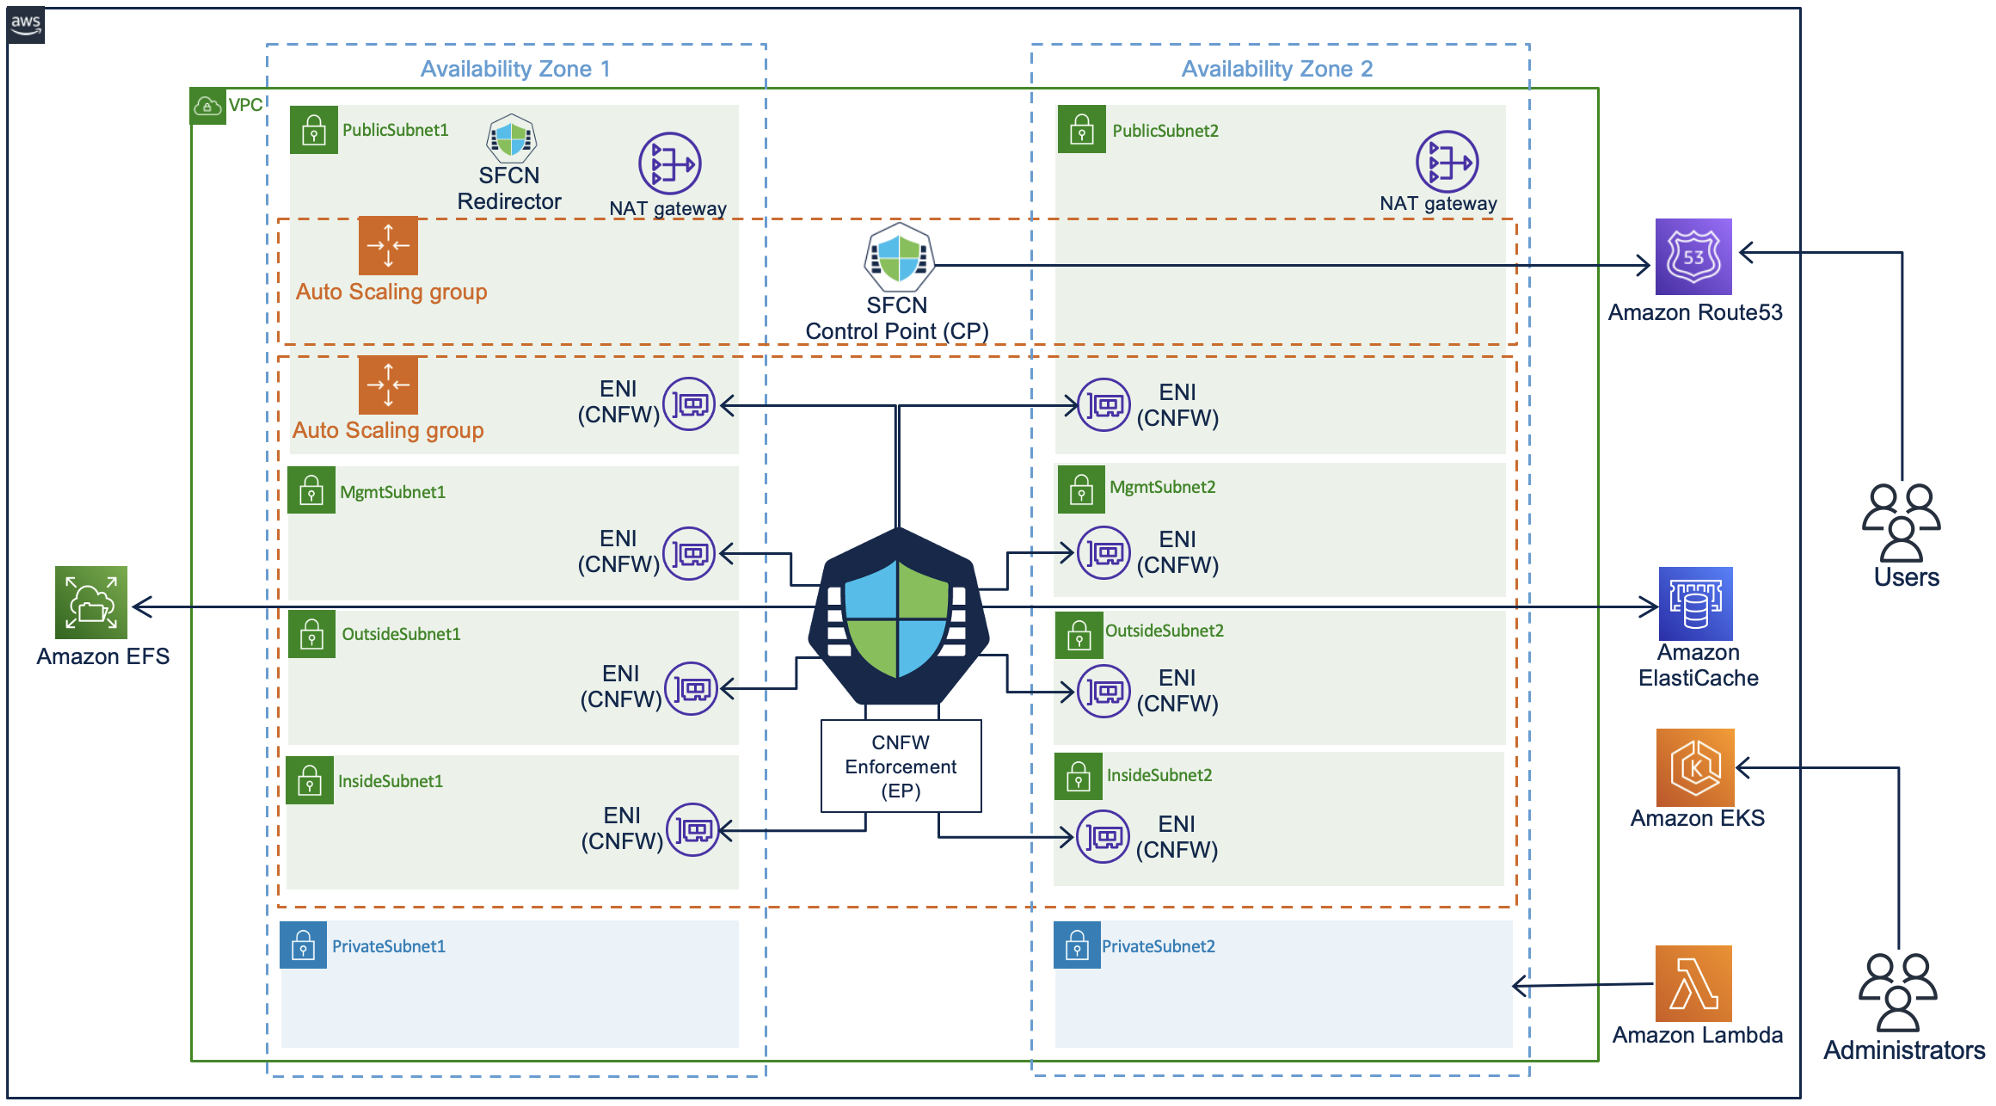 aws
Availability Zone 1
Availability Zone 2
VPC
PublicSubnet1
SFCN
Redirector
NAT gateway
PublicSubnet2
NAT gateway
Auto Scaling group
SFCN
Control Point (CP)
53
Amazon Route53
Auto Scaling group
ENI
(CNFW)
ENI
(CNFW)
MgmtSubnet1
ENI
(CNFW)
MgmtSubnet2
ENI
(CNFW)
Users
Amazon EFS
OutsideSubnet1
ENI
(CNFW)
OutsideSubnet2
ENI
(CNFW)
Amazon
ElastiCache
CNFW
Enforcement
(EP)
InsideSubnet1
ENI
(CNFW)
InsideSubnet2
ENI
(CNFW)
K
Amazon EKS
PrivateSubnet1
PrivateSubnet2
Amazon Lambda
Administrators